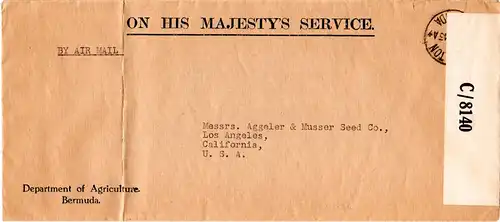 ON HIS MAJESTY'S SERVICE.
BY AIR MAIL
C/8140
Messrs. Aggeler & Musser Seed Co.,
Los Angeles,
California,
U. S. A.
Department of Agriculture.
Bermuda.